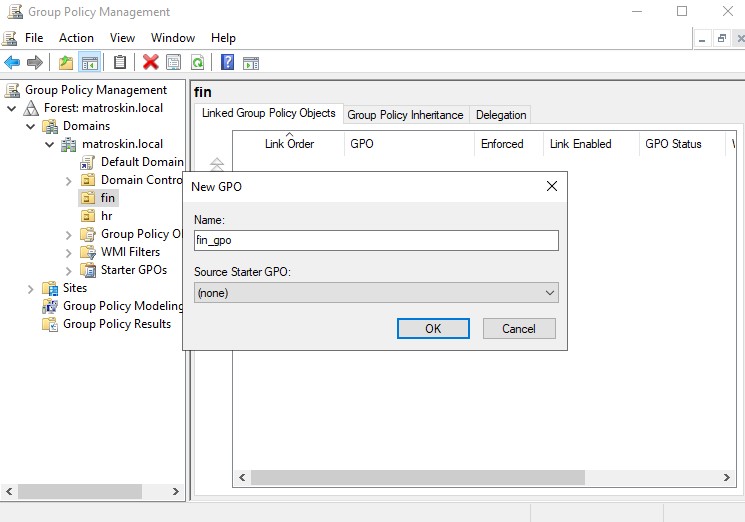 Group Policy Management
File Action View Window Help
Group Policy Management
Forest: matroskin.local
Domains
matroskin.local
Default Domain
Domain Contro
fin
hr
Group Policy O
WMI Filters
Starter GPOs
Sites
Group Policy Modeling
Group Policy Results
fin
Linked Group Policy Objects Group Policy Inheritance Delegation
Link Order GPO Enforced Link Enabled GPO Status
New GPO
Name:
fin_gpo
Source Starter GPO:
(none)
OK Cancel